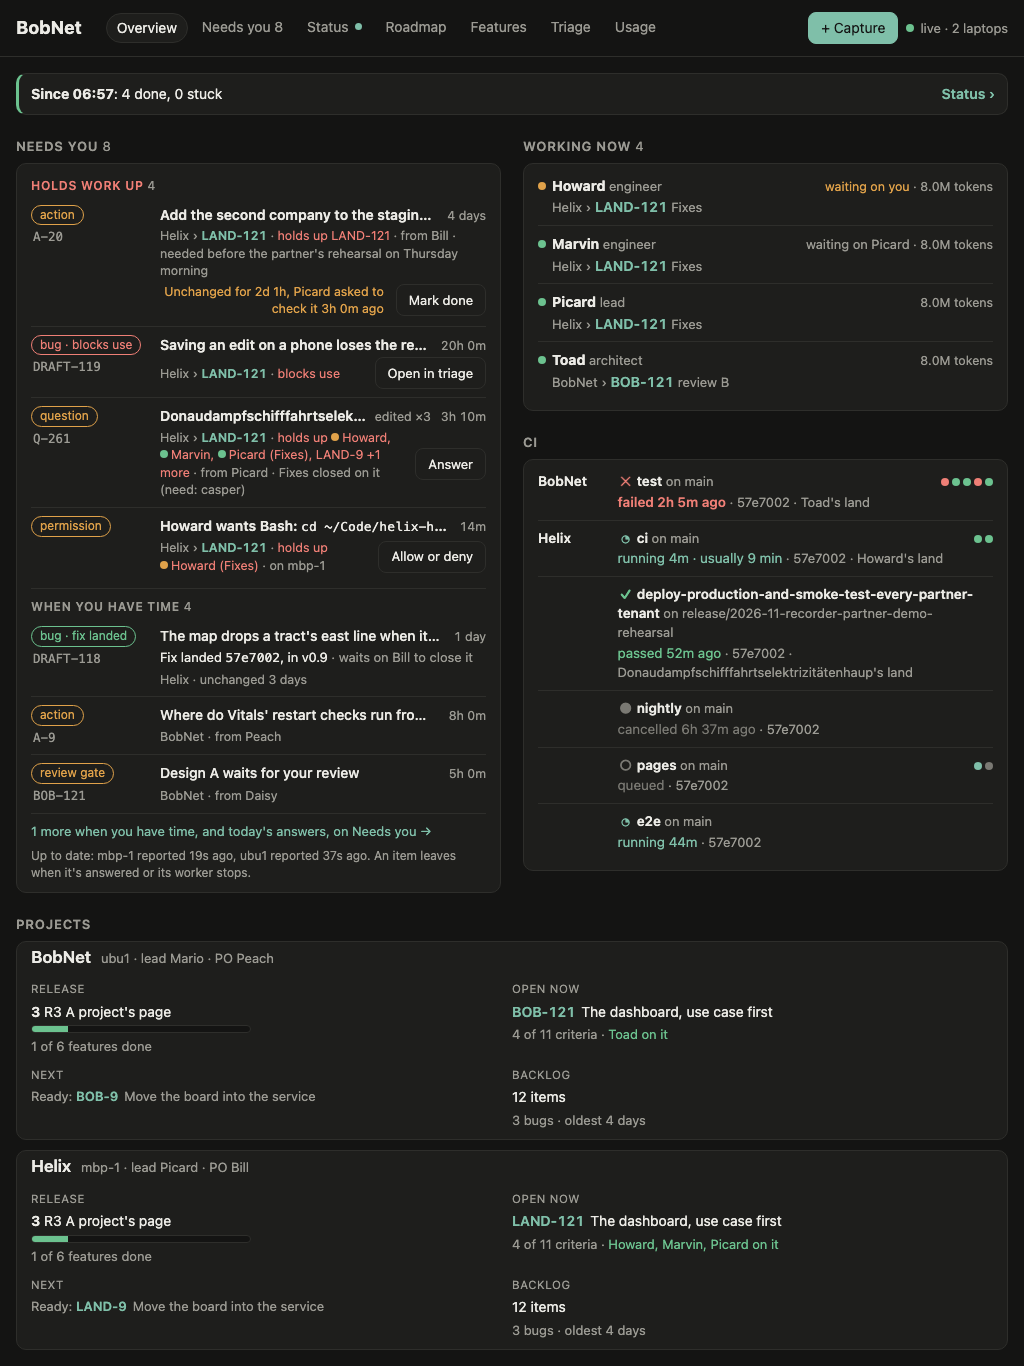 BobNet
Overview
Needs you 8
Status
Roadmap
Features
Triage
Usage
+ Capture
live · 2 laptops
Since 06:57: 4 done, 0 stuck
Status ›
NEEDS YOU 8
HOLDS WORK UP 4
action
A-20
Add the second company to the stagin...
4 days
Helix › LAND-121 · holds up LAND-121 · from Bill ·
needed before the partner's rehearsal on Thursday
morning
Unchanged for 2d 1h, Picard asked to
check it 3h 0m ago
Mark done
bug · blocks use
DRAFT-119
Saving an edit on a phone loses the re...
20h 0m
Helix › LAND-121 · blocks use
Open in triage
question
Q-261
Donaudampfschifffahrtselek...
edited ×3
3h 10m
Helix › LAND-121 · holds up Howard,
Marvin, Picard (Fixes), LAND-9 +1
more · from Picard · Fixes closed on it
(need: casper)
Answer
permission
Howard wants Bash: cd ~/Code/helix-h...
14m
Helix › LAND-121 · holds up
Howard (Fixes) · on mbp-1
Allow or deny
WHEN YOU HAVE TIME 4
bug · fix landed
DRAFT-118
The map drops a tract's east line when it...
1 day
Fix landed 57e7002, in v0.9 · waits on Bill to close it
Helix · unchanged 3 days
action
A-9
Where do Vitals' restart checks run fro...
8h 0m
BobNet · from Peach
review gate
BOB-121
Design A waits for your review
5h 0m
BobNet · from Daisy
1 more when you have time, and today's answers, on Needs you →
Up to date: mbp-1 reported 19s ago, ubu1 reported 37s ago. An item leaves
when it's answered or its worker stops.
WORKING NOW 4
Howard engineer
waiting on you · 8.0M tokens
Helix › LAND-121 Fixes
Marvin engineer
waiting on Picard · 8.0M tokens
Helix › LAND-121 Fixes
Picard lead
8.0M tokens
Helix › LAND-121 Fixes
Toad architect
8.0M tokens
BobNet › BOB-121 review B
CI
BobNet
test on main
failed 2h 5m ago · 57e7002 · Toad's land
Helix
ci on main
running 4m · usually 9 min · 57e7002 · Howard's land
deploy-production-and-smoke-test-every-partner-
tenant on release/2026-11-recorder-partner-demo-
rehearsal
passed 52m ago · 57e7002 ·
Donaudampfschifffahrtselektrizitätenhaup's land
nightly on main
cancelled 6h 37m ago · 57e7002
pages on main
queued · 57e7002
e2e on main
running 44m · 57e7002
PROJECTS
BobNet ubu1 · lead Mario · PO Peach
RELEASE
3 R3 A project's page
1 of 6 features done
OPEN NOW
BOB-121 The dashboard, use case first
4 of 11 criteria · Toad on it
NEXT
Ready: BOB-9 Move the board into the service
BACKLOG
12 items
3 bugs · oldest 4 days
Helix mbp-1 · lead Picard · PO Bill
RELEASE
3 R3 A project's page
1 of 6 features done
OPEN NOW
LAND-121 The dashboard, use case first
4 of 11 criteria · Howard, Marvin, Picard on it
NEXT
Ready: LAND-9 Move the board into the service
BACKLOG
12 items
3 bugs · oldest 4 days